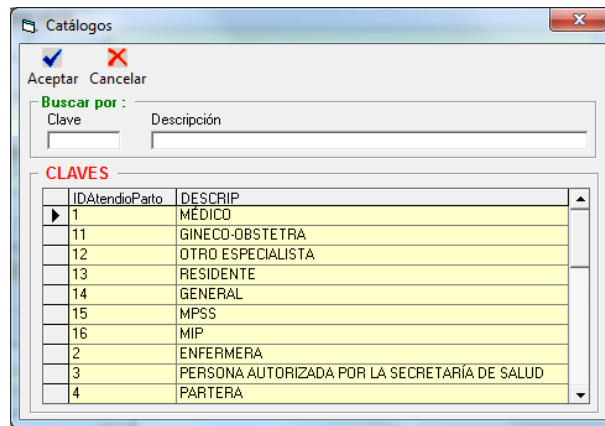 Catálogos
Aceptar Cancelar
Buscar por :
Clave Descripción
CLAVES
IDAtendioParto DESCRIP
1 MÉDICO
11 GINECO-OBSTETRA
12 OTRO ESPECIALISTA
13 RESIDENTE
14 GENERAL
15 MPSS
16 MIP
2 ENFERMERA
3 PERSONA AUTORIZADA POR LA SECRETARÍA DE SALUD
4 PARTERA